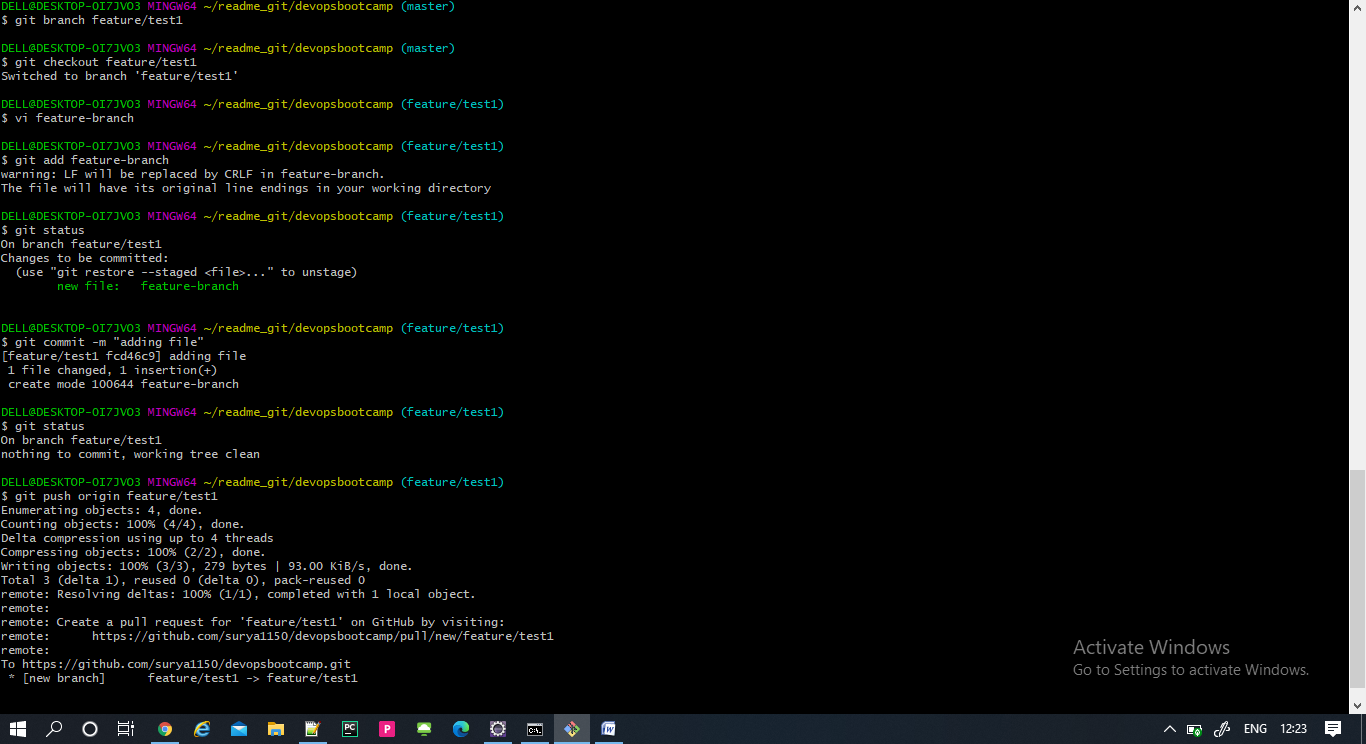 DELL@DESKTOP-OI7JVO3 MINGW64 ~/readme_git/devopsbootcamp (master)
$ git branch feature/test1
DELL@DESKTOP-OI7JVO3 MINGW64 ~/readme_git/devopsbootcamp (master)
$ git checkout feature/test1
Switched to branch 'feature/test1'
DELL@DESKTOP-OI7JVO3 MINGW64 ~/readme_git/devopsbootcamp (feature/test1)
$ vi feature-branch
DELL@DESKTOP-OI7JVO3 MINGW64 ~/readme_git/devopsbootcamp (feature/test1)
$ git add feature-branch
warning: LF will be replaced by CRLF in feature-branch.
The file will have its original line endings in your working directory
DELL@DESKTOP-OI7JVO3 MINGW64 ~/readme_git/devopsbootcamp (feature/test1)
$ git status
On branch feature/test1
Changes to be committed:
  (use "git restore --staged <file>..." to unstage)
        new file:   feature-branch
DELL@DESKTOP-OI7JVO3 MINGW64 ~/readme_git/devopsbootcamp (feature/test1)
$ git commit -m "adding file"
[feature/test1 fcd46c9] adding file
 1 file changed, 1 insertion(+)
 create mode 100644 feature-branch
DELL@DESKTOP-OI7JVO3 MINGW64 ~/readme_git/devopsbootcamp (feature/test1)
$ git status
On branch feature/test1
nothing to commit, working tree clean
DELL@DESKTOP-OI7JVO3 MINGW64 ~/readme_git/devopsbootcamp (feature/test1)
$ git push origin feature/test1
Enumerating objects: 4, done.
Counting objects: 100% (4/4), done.
Delta compression using up to 4 threads
Compressing objects: 100% (2/2), done.
Writing objects: 100% (3/3), 279 bytes | 93.00 KiB/s, done.
Total 3 (delta 1), reused 0 (delta 0), pack-reused 0
remote: Resolving deltas: 100% (1/1), completed with 1 local object.
remote:
remote: Create a pull request for 'feature/test1' on GitHub by visiting:
remote:      https://github.com/surya1150/devopsbootcamp/pull/new/feature/test1
remote:
To https://github.com/surya1150/devopsbootcamp.git
 * [new branch]      feature/test1 -> feature/test1
Activate Windows
Go to Settings to activate Windows.
ENG 12:23